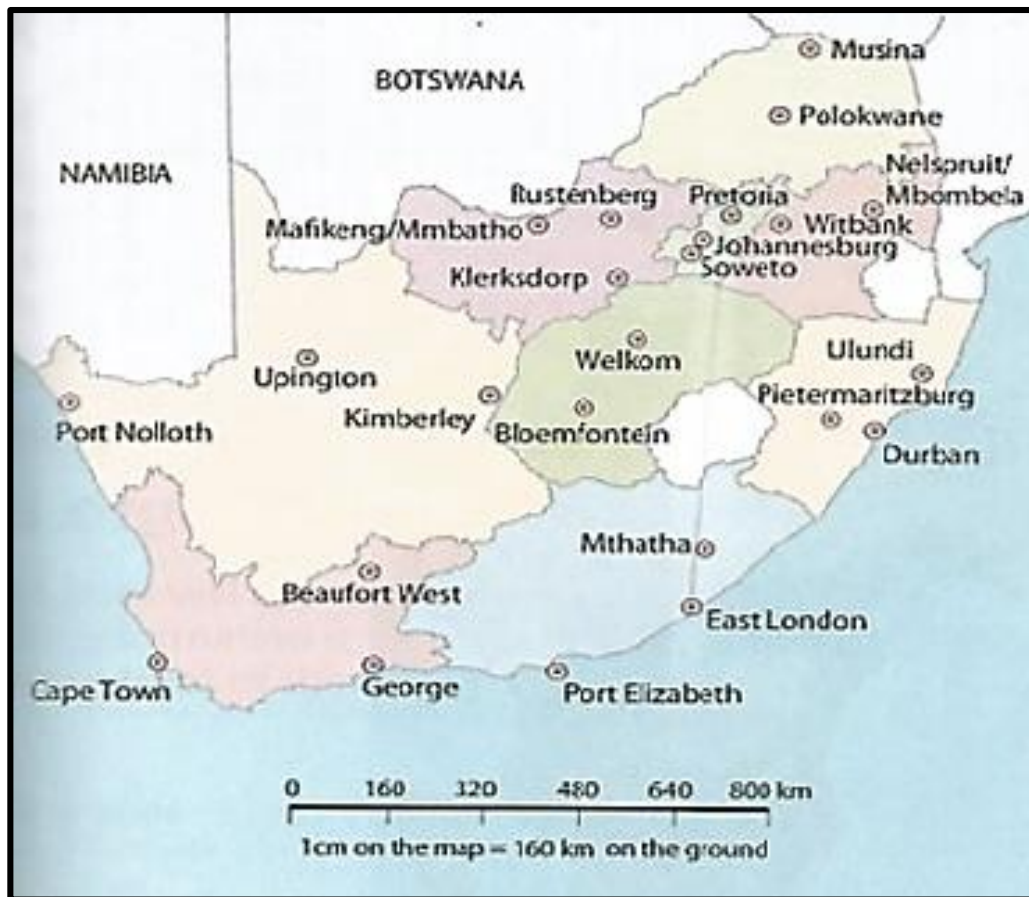 Musina
BOTSWANA
Polokwane
NAMIBIA
Nelspruit/
Mbombela
Rustenberg
Pretoria
Mafikeng/Mmbatho
Witbank
Johannesburg
Soweto
Klerksdorp
Welkom
Ulundi
Upington
Pietermaritzburg
Kimberley
Port Nolloth
Bloemfontein
Durban
Mthatha
Beaufort West
East London
Cape Town
George
Port Elizabeth
0 160 320 480 640 800 km
1cm on the map = 160 km on the ground